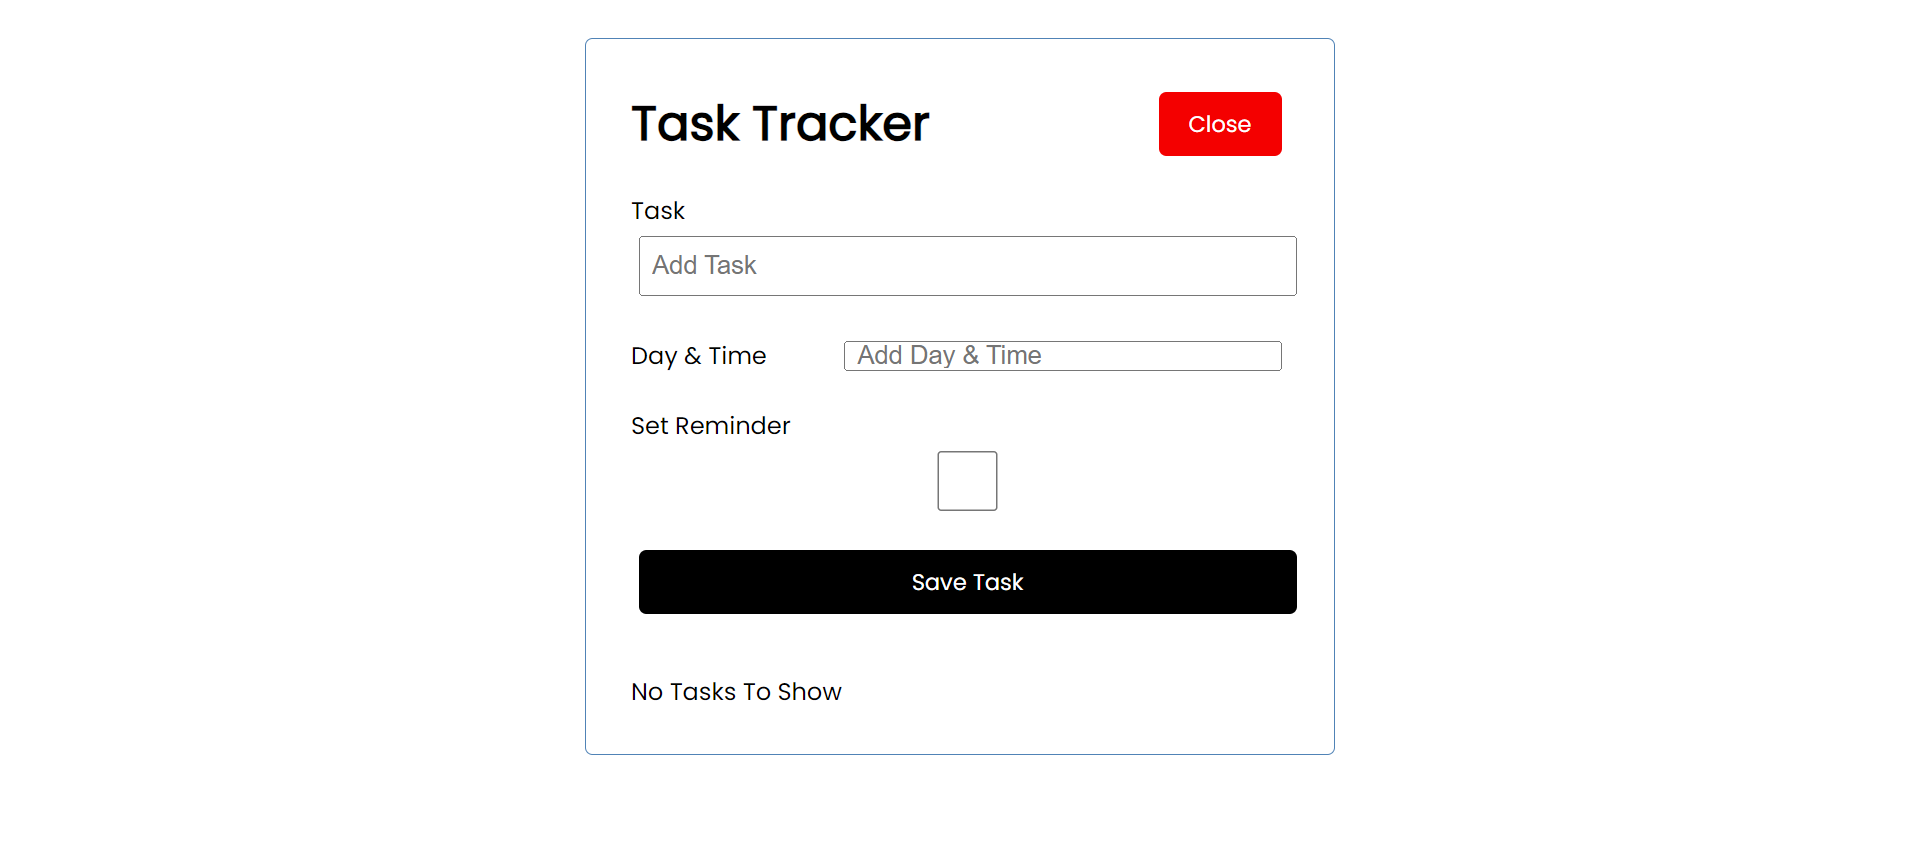 Task Tracker
Close
Task
Add Task
Day & Time
Add Day & Time
Set Reminder
Save Task
No Tasks To Show